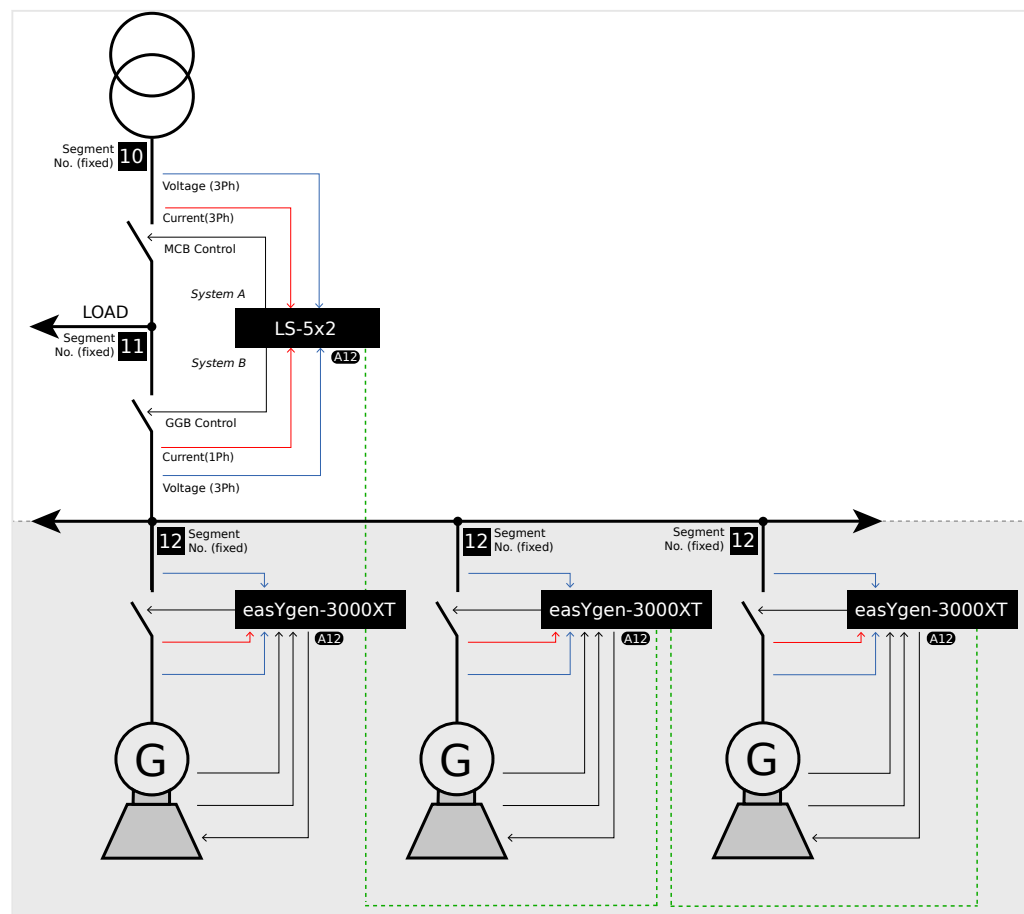 Segment
No. (fixed)
10
Voltage (3Ph)
Current(3Ph)
MCB Control
System A
LOAD
LS-5x2
Segment
No. (fixed)
11
A12
System B
GGB Control
Current(1Ph)
Voltage (3Ph)
12
Segment
No. (fixed)
12
Segment
No. (fixed)
Segment
No. (fixed)
12
easYgen-3000XT
easYgen-3000XT
easYgen-3000XT
A12
A12
A12
G
G
G